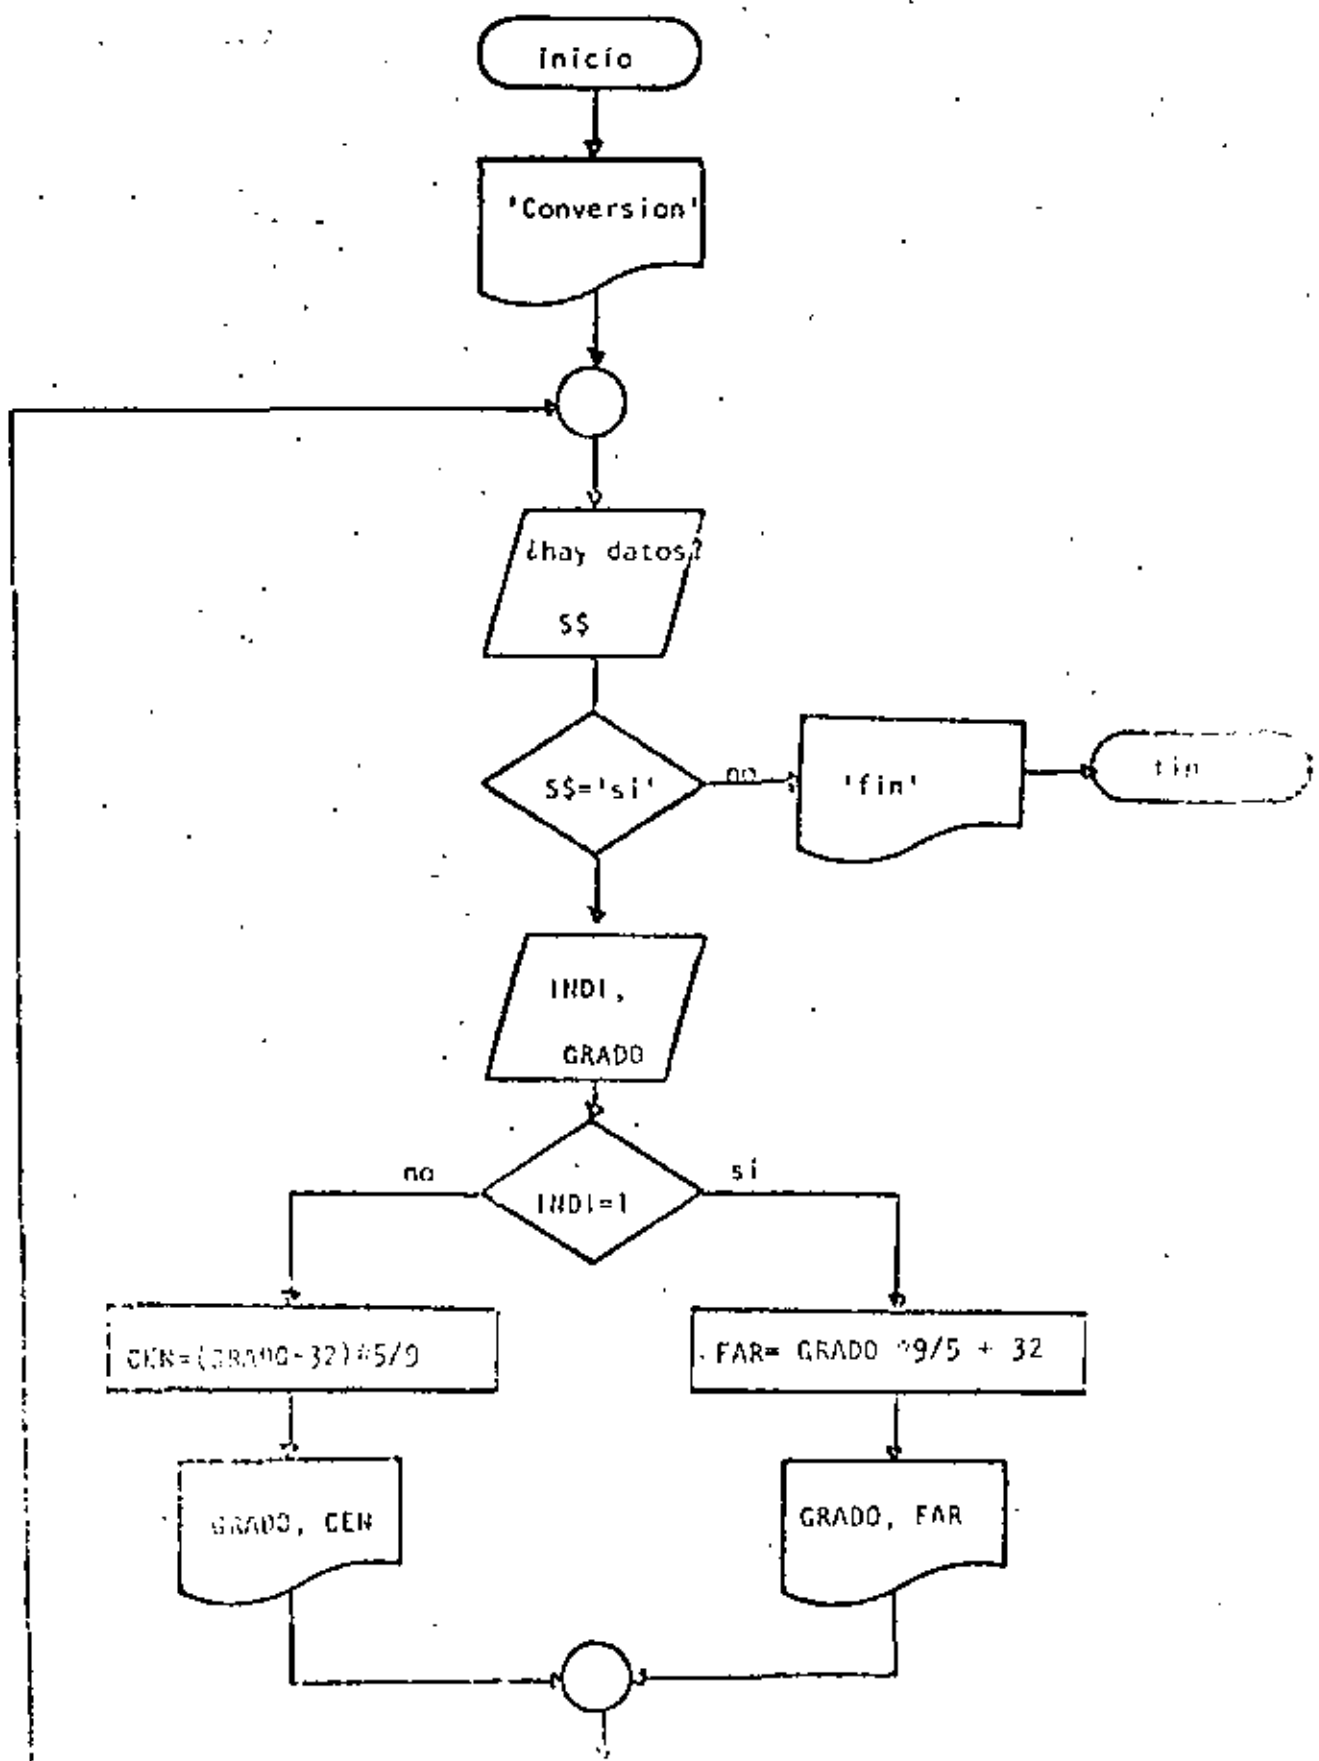 inicio
'Conversion'
¿hay datos?
S$
S$='si'
no
'fin'
fin
INDI,
GRADO
no
INDI=1
si
CEN=(GRADO-32)*5/9
FAR= GRADO *9/5 + 32
GRADO, CEN
GRADO, FAR